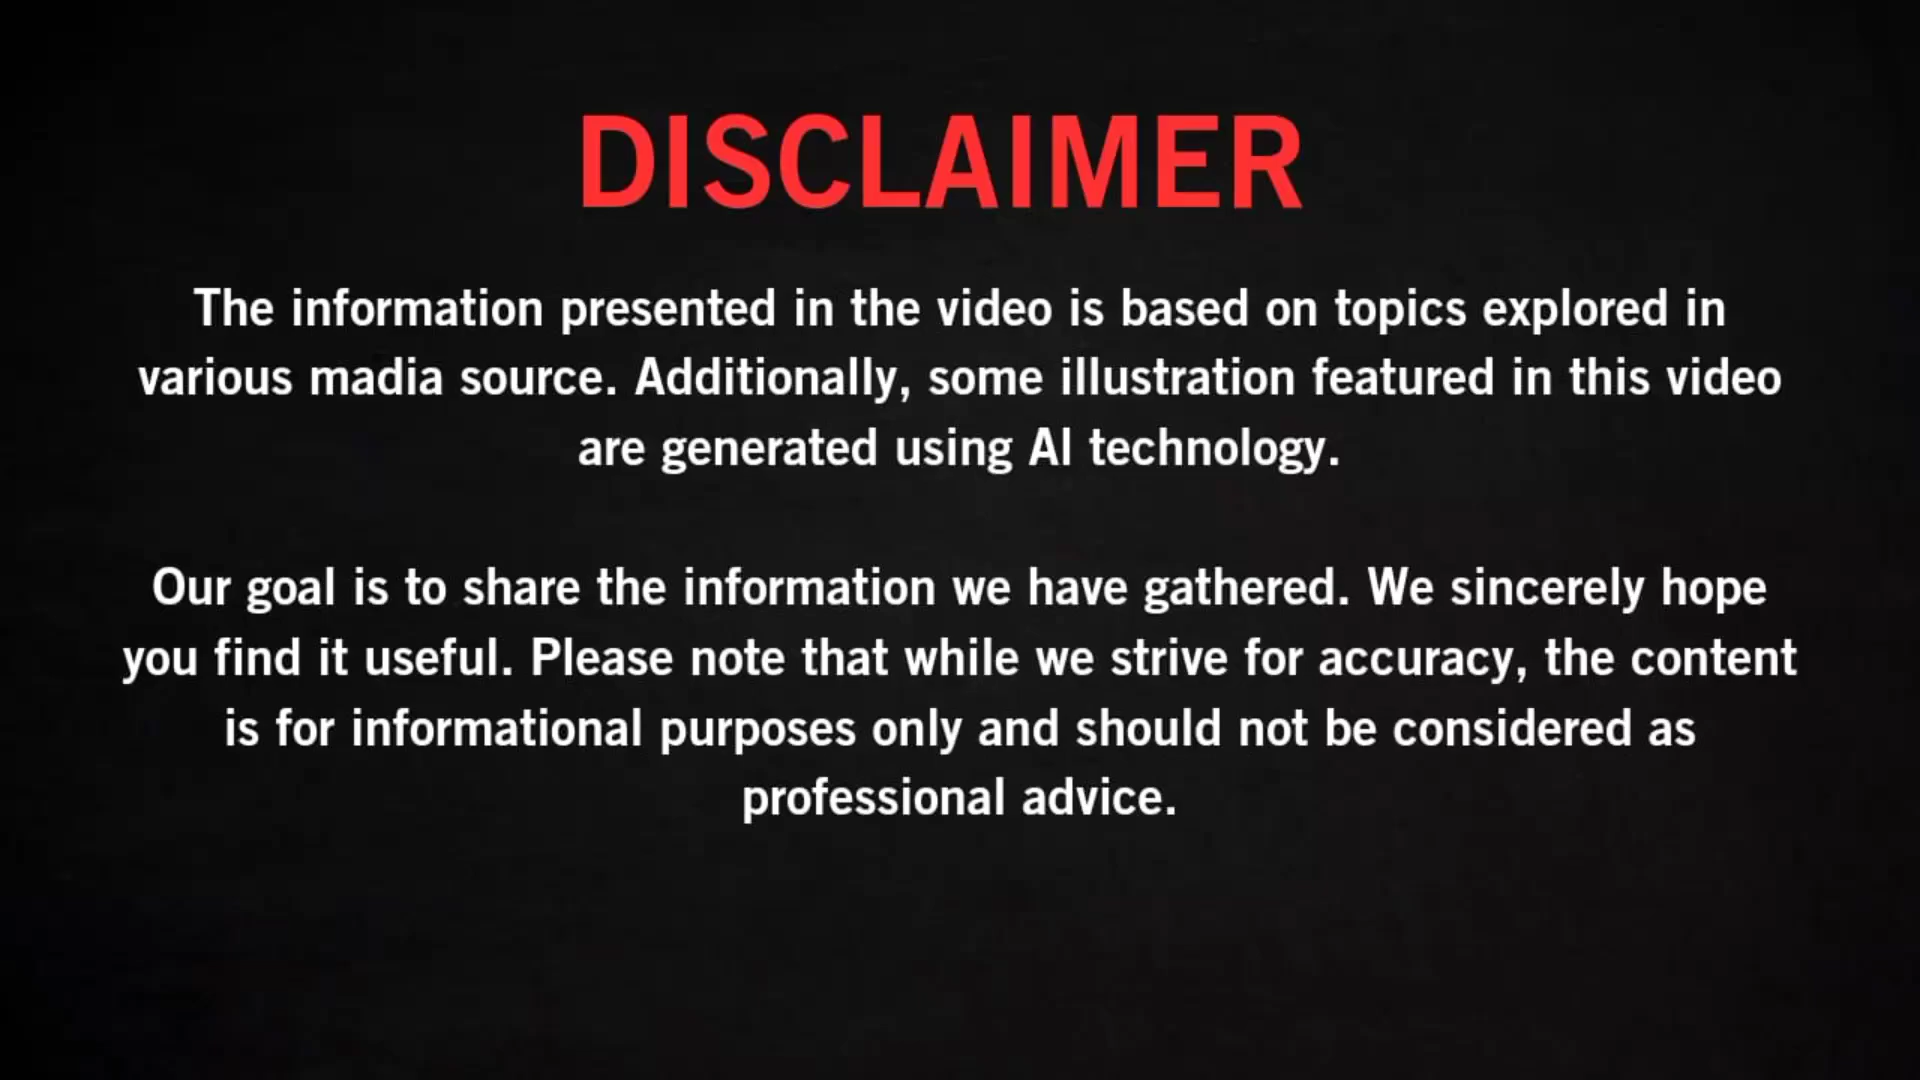 DISCLAIMER
The information presented in the video is based on topics explored in
various madia source. Additionally, some illustration featured in this video
are generated using AI technology.
Our goal is to share the information we have gathered. We sincerely hope
you find it useful. Please note that while we strive for accuracy, the content
is for informational purposes only and should not be considered as
professional advice.